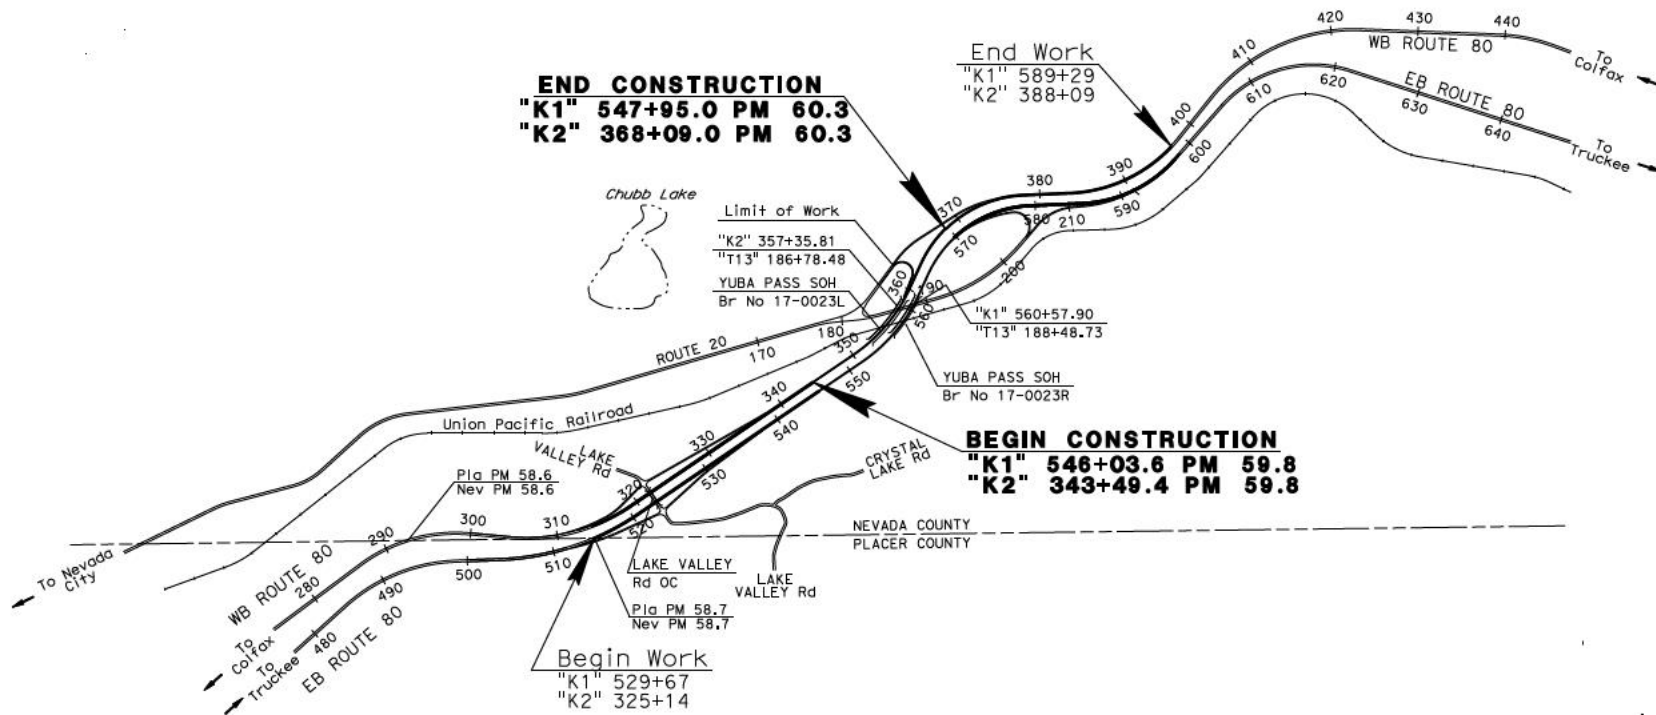 420
430
440
WB ROUTE 80
To
Colfax
410
End Work
"K1" 589+29
"K2" 388+09
EB ROUTE 80
610
620
630
640
To
Truckee
END CONSTRUCTION
"K1" 547+95.0 PM 60.3
"K2" 368+09.0 PM 60.3
400
600
390
380
370
590
210
580
570
200
Chubb Lake
Limit of Work
"K2" 357+35.81
"T13" 186+78.48
YUBA PASS SOH
Br No 17-0023L
360
190
560
"K1" 560+57.90
"T13" 188+48.73
180
170
ROUTE 20
350
550
YUBA PASS SOH
Br No 17-0023R
340
540
Union Pacific Railroad
BEGIN CONSTRUCTION
"K1" 546+03.6 PM 59.8
"K2" 343+49.4 PM 59.8
330
530
LAKE
VALLEY Rd
CRYSTAL
LAKE Rd
Pla PM 58.6
Nev PM 58.6
320
520
310
300
290
NEVADA COUNTY
PLACER COUNTY
510
500
490
280
480
To Nevada
City
WB ROUTE 80
EB ROUTE 80
To
Colfax
To
Truckee
LAKE VALLEY
Rd OC
LAKE
VALLEY Rd
Pla PM 58.7
Nev PM 58.7
Begin Work
"K1" 529+67
"K2" 325+14